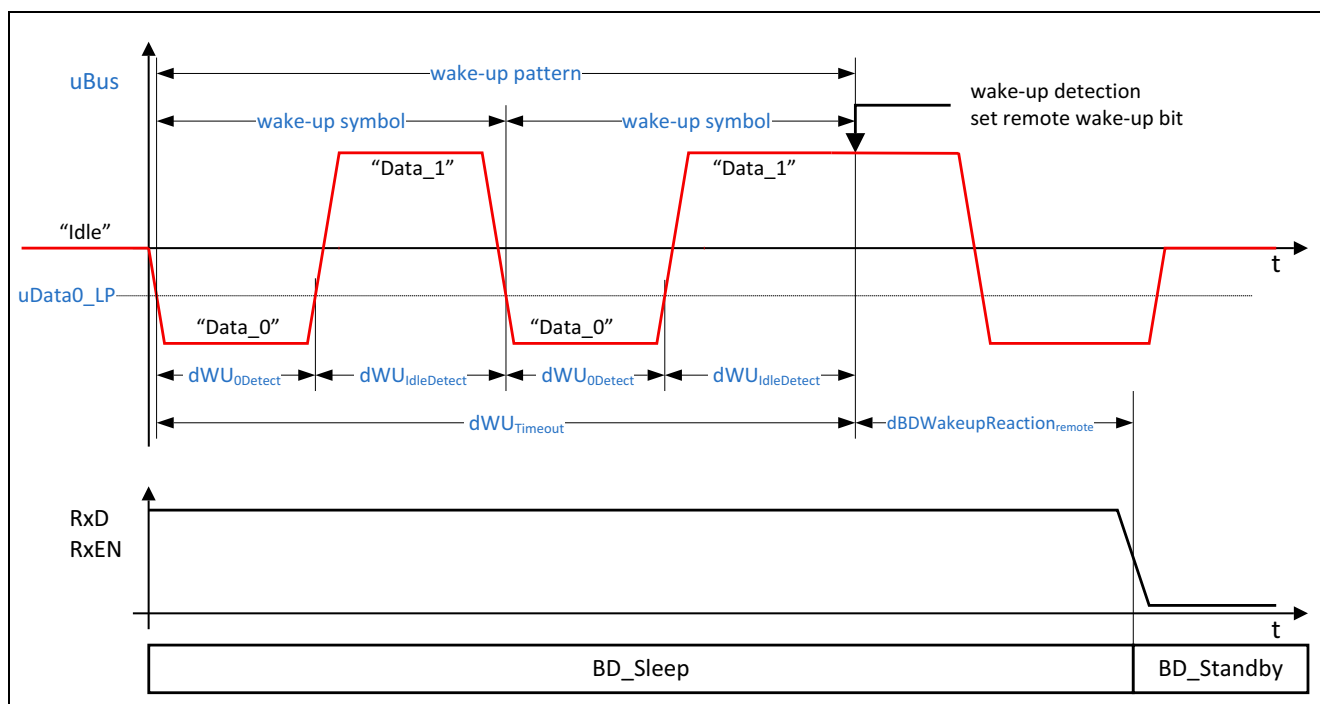 uBus
wake-up pattern
wake-up detection
set remote wake-up bit
wake-up symbol
wake-up symbol
“Data_1”
“Data_1”
“Idle”
t
uData0_LP
“Data_0”
“Data_0”
dWU0Detect
dWUIdleDetect
dWU0Detect
dWUIdleDetect
dWUTimeout
dBDWakeupReactionremote
RxD
RxEN
t
BD_Sleep
BD_Standby